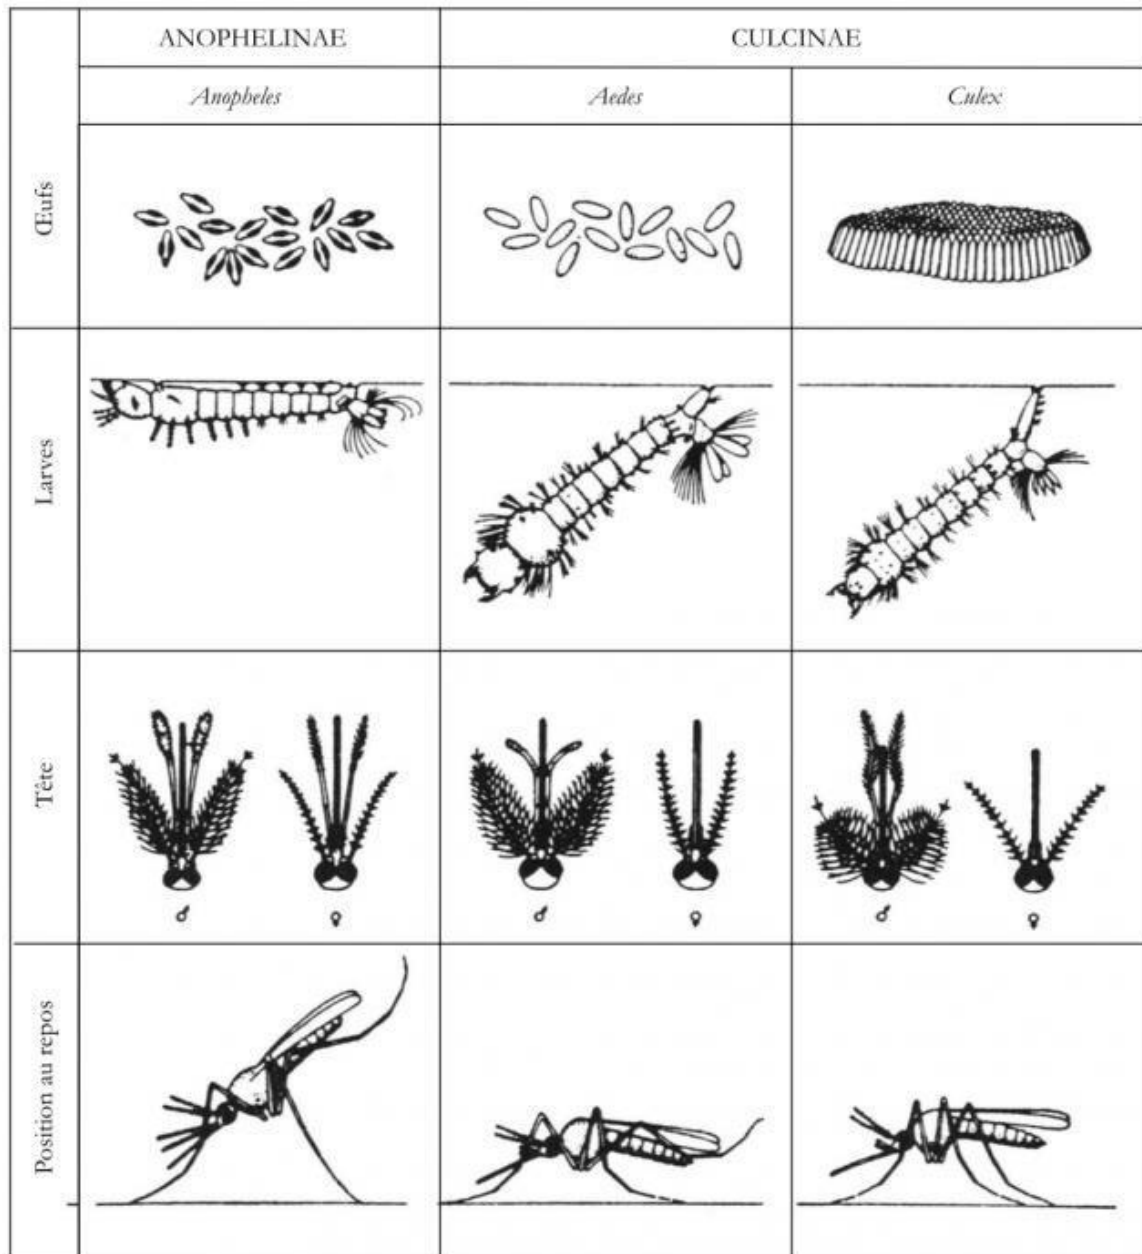 ANOPHELINAE
CULCINAE
Anopheles
Aedes
Culex
Œufs
Larves
Tête
♂ ♀ ♂ ♀ ♂ ♀
Position au repos